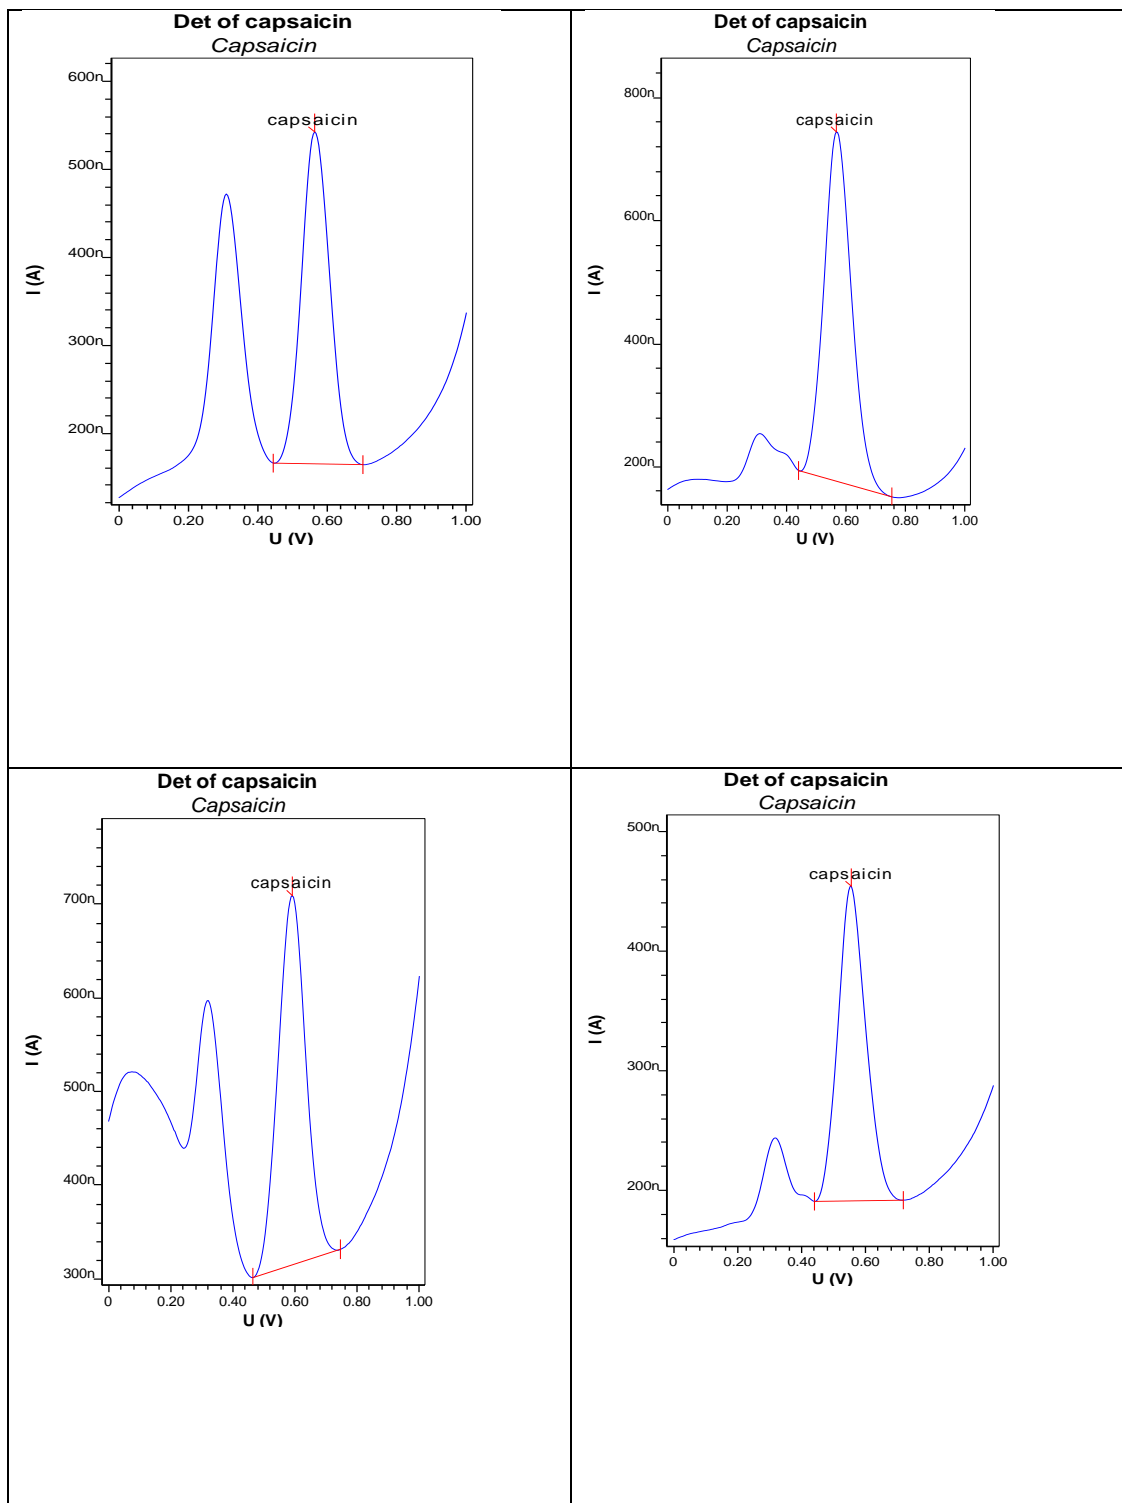 Det of capsaicin
Capsaicin
600n
500n
400n
300n
200n
capsaicin
I (A)
0 0.20 0.40 0.60 0.80 1.00
U (V)
Det of capsaicin
Capsaicin
800n
600n
400n
200n
capsaicin
I (A)
0 0.20 0.40 0.60 0.80 1.00
U (V)
Det of capsaicin
Capsaicin
700n
600n
500n
400n
300n
capsaicin
I (A)
0 0.20 0.40 0.60 0.80 1.00
U (V)
Det of capsaicin
Capsaicin
500n
400n
300n
200n
capsaicin
I (A)
0 0.20 0.40 0.60 0.80 1.00
U (V)